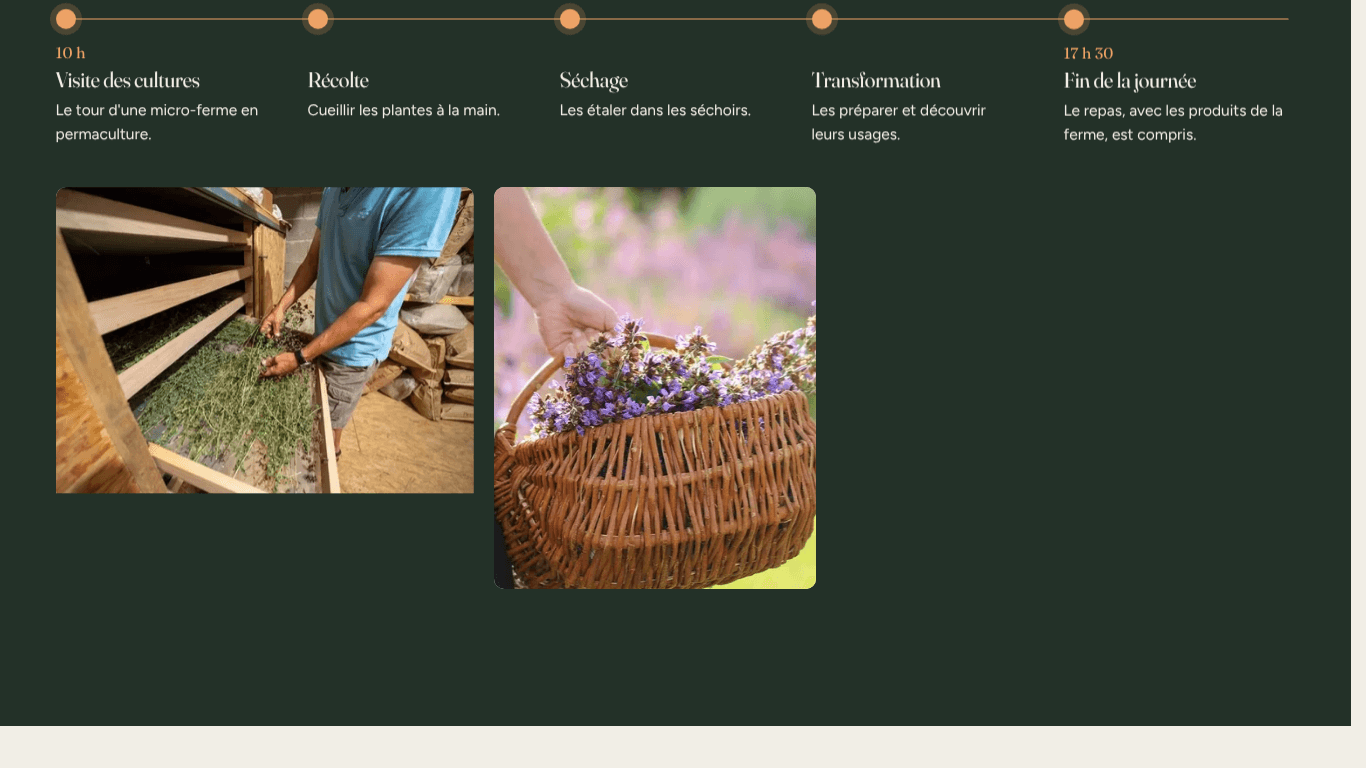 10 h
Visite des cultures
Le tour d'une micro-ferme en
permaculture.
Récolte
Cueillir les plantes à la main.
Séchage
Les étaler dans les séchoirs.
Transformation
Les préparer et découvrir
leurs usages.
17 h 30
Fin de la journée
Le repas, avec les produits de la
ferme, est compris.